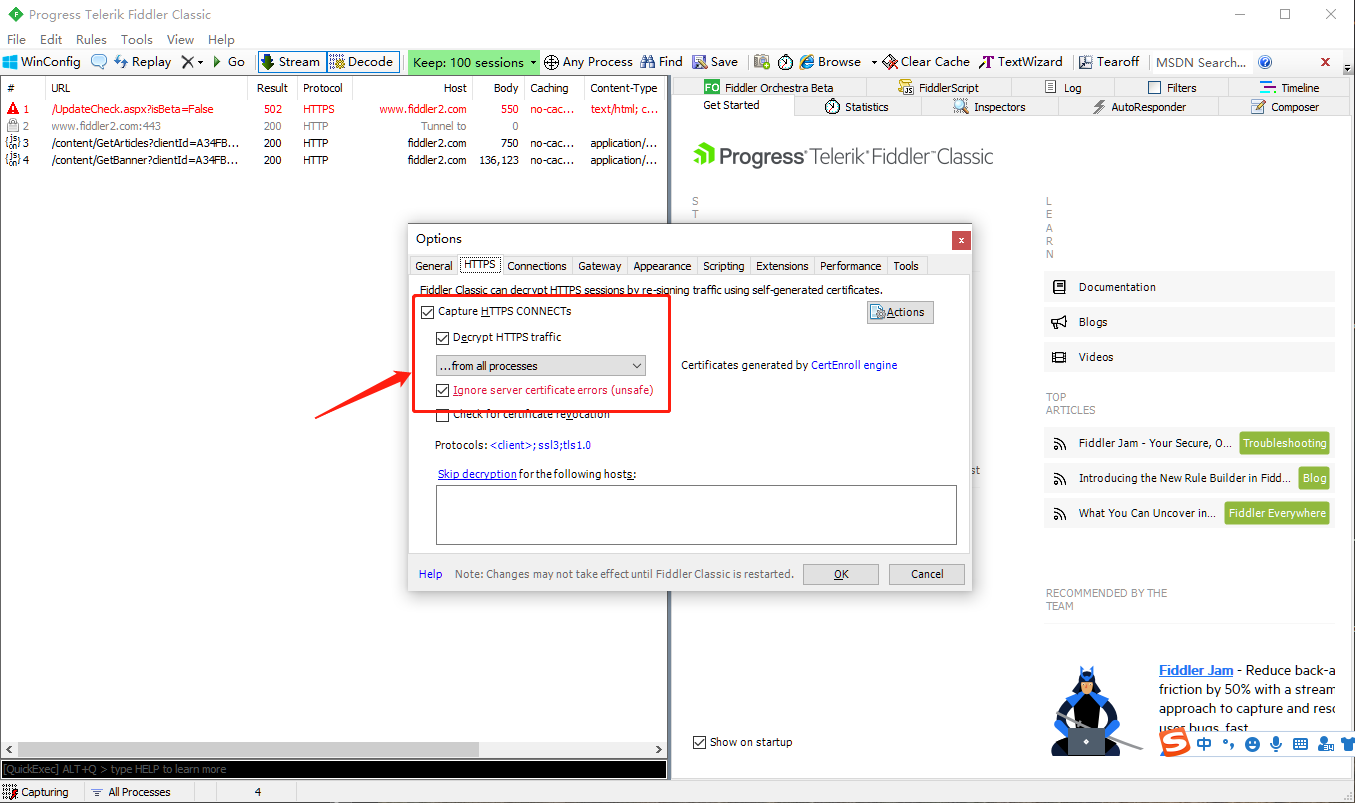 Progress Telerik Fiddler Classic
File Edit Rules Tools View Help
WinConfig Replay Go Stream Decode Keep: 100 sessions Any Process Find Save Browse Clear Cache TextWizard Tearoff MSDN Search...
# URL Result Protocol Host Body Caching Content-Type
1 /UpdateCheck.aspx?isBeta=False 502 HTTPS www.fiddler2.com 550 no-cac... text/html; c...
2 www.fiddler2.com:443 200 HTTP Tunnel to 0
3 /content/GetArticles?clientId=A34FB... 200 HTTP fiddler2.com 750 no-cac... application/...
4 /content/GetBanner?clientId=A34FB... 200 HTTP fiddler2.com 136,123 no-cac... application/...
FO Fiddler Orchestra Beta FiddlerScript Log Filters Timeline
Get Started Statistics Inspectors AutoResponder Composer
Progress Telerik Fiddler Classic
S
T
L
E
A
R
N
Documentation
Blogs
Videos
TOP
ARTICLES
Fiddler Jam - Your Secure, O... Troubleshooting
Introducing the New Rule Builder in Fidd... Blog
What You Can Uncover in... Fiddler Everywhere
st
RECOMMENDED BY THE
TEAM
Fiddler Jam - Reduce back-a
friction by 50% with a stream
approach to capture and reco
user bugs, fast
Show on startup
Options
General HTTPS Connections Gateway Appearance Scripting Extensions Performance Tools
Fiddler Classic can decrypt HTTPS sessions by re-signing traffic using self-generated certificates.
Capture HTTPS CONNECTs
Actions
Decrypt HTTPS traffic
...from all processes
Certificates generated by CertEnroll engine
Ignore server certificate errors (unsafe)
Check for certificate revocation
Protocols: <client>; ssl3;tls1.0
Skip decryption for the following hosts:
Help Note: Changes may not take effect until Fiddler Classic is restarted. OK Cancel
S 中
[QuickExec] ALT+Q > type HELP to learn more
Capturing All Processes 4